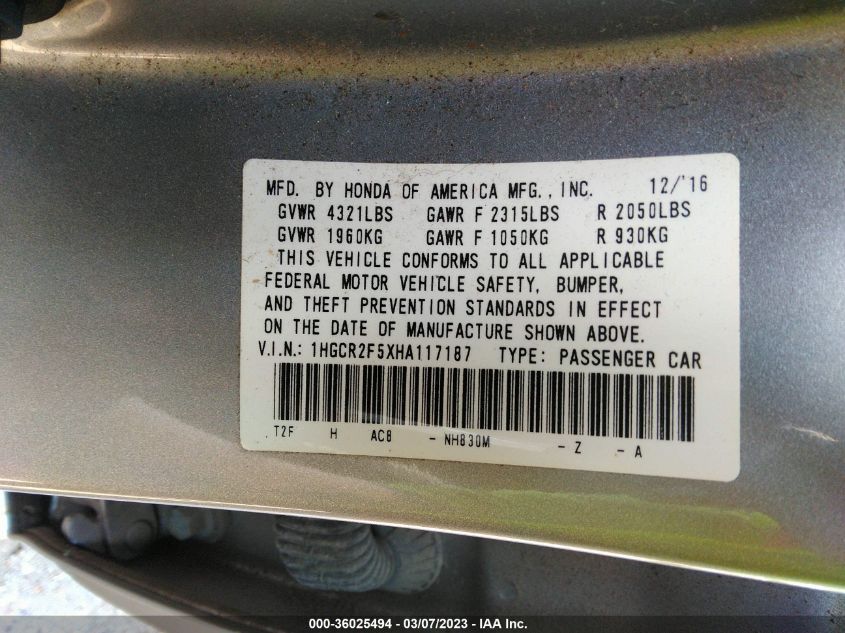 MFD. BY HONDA OF AMERICA MFG., INC. 12/'16
GVWR 4321LBS GAWR F 2315LBS R 2050LBS
GVWR 1960KG GAWR F 1050KG R 930KG
THIS VEHICLE CONFORMS TO ALL APPLICABLE
FEDERAL MOTOR VEHICLE SAFETY, BUMPER,
AND THEFT PREVENTION STANDARDS IN EFFECT
ON THE DATE OF MANUFACTURE SHOWN ABOVE.
V.I.N.: 1HGCR2F5XHA117187 TYPE: PASSENGER CAR
T2F H AC8 - NH830M - Z - A
000-36025494 - 03/07/2023 - IAA Inc.